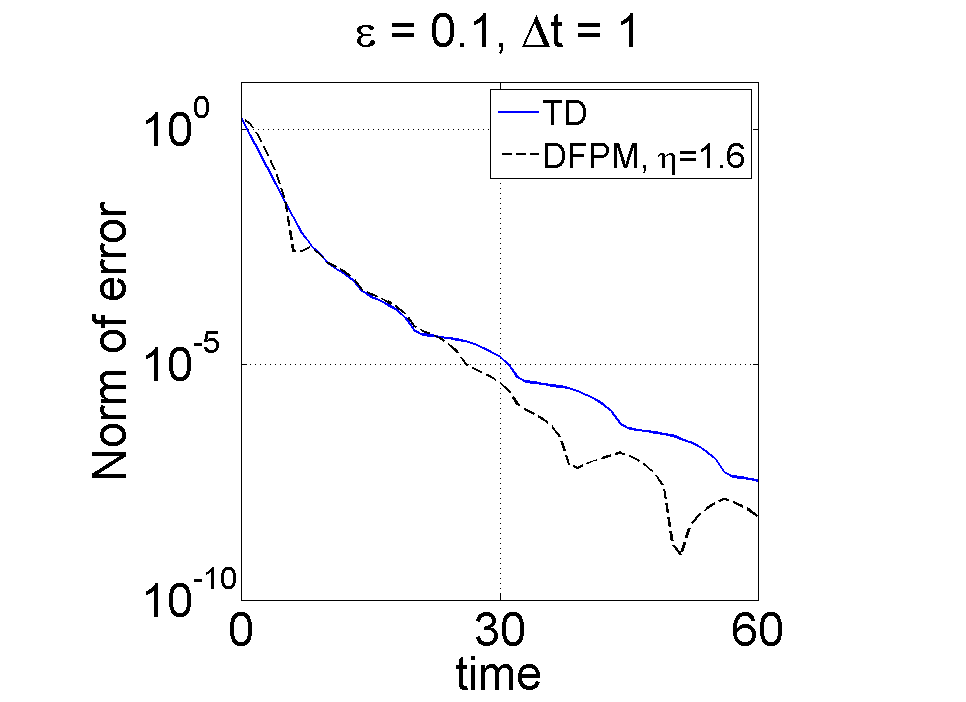 ε = 0.1, Δt = 1
TD
DFPM, η=1.6
10^0
10^-5
10^-10
Norm of error
0 30 60
time